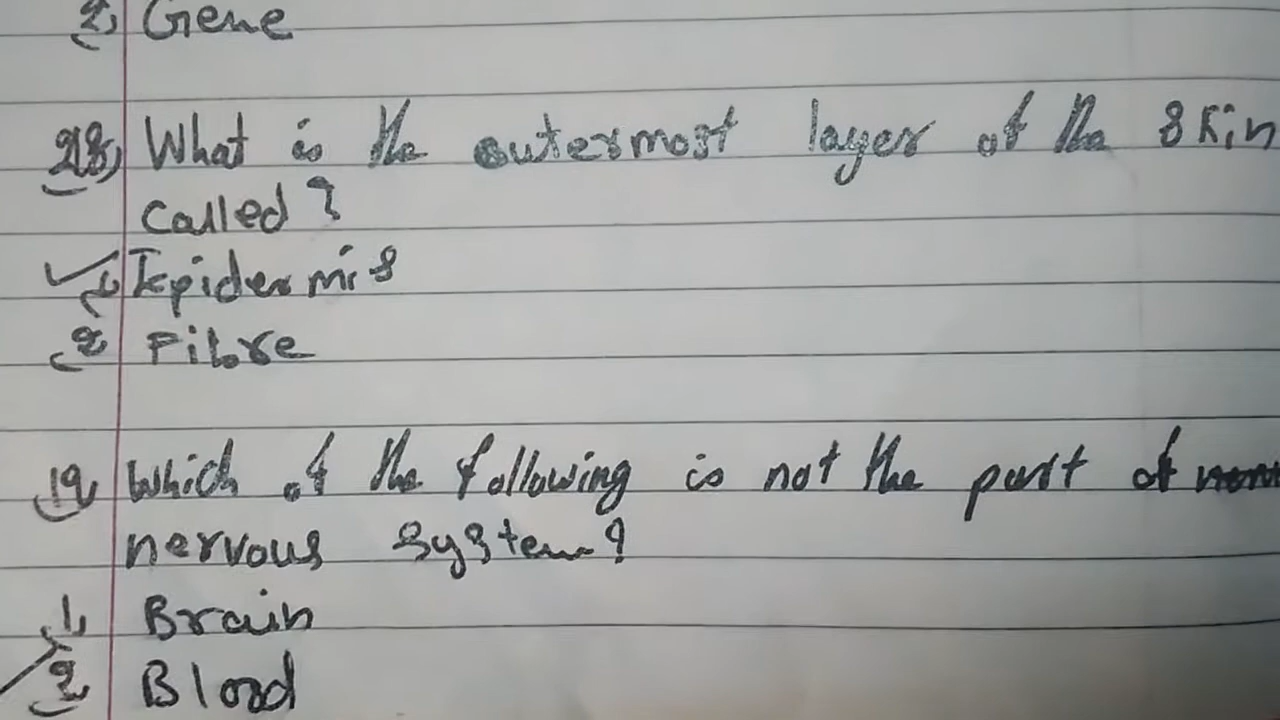 2, Gene
18, What is the outermost layer of the skin
called?
1, Epidermis
2, Fibre
19, Which of the following is not the part of
nervous system?
1, Brain
2, Blood